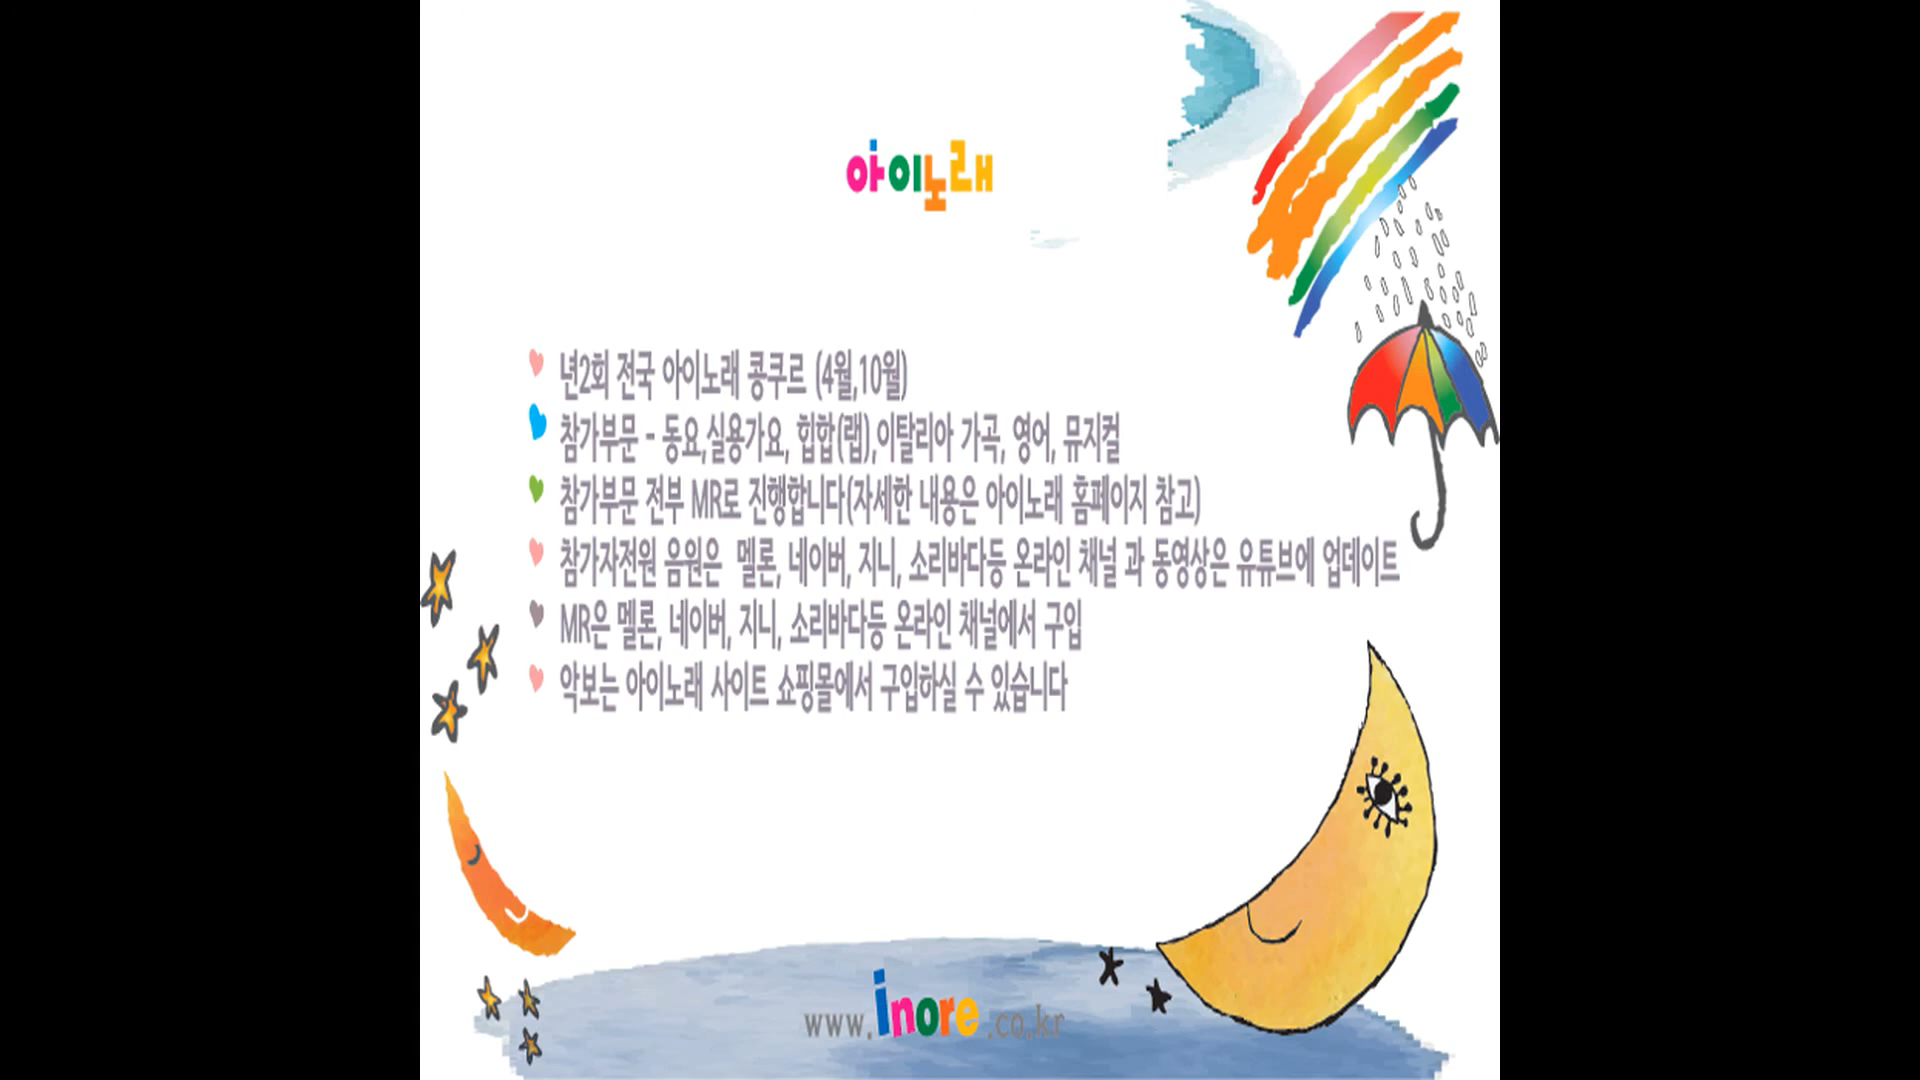 아이노래
년2회 전국 아이노래 콩쿠르 (4월,10월)
참가부문 - 동요,실용가요, 힙합(랩),이탈리아 가곡, 영어, 뮤지컬
참가부문 전부 MR로 진행합니다(자세한 내용은 아이노래 홈페이지 참고)
참가자전원 음원은 멜론, 네이버, 지니, 소리바다등 온라인 채널 과 동영상은 유튜브에 업데이트
MR은 멜론, 네이버, 지니, 소리바다등 온라인 채널에서 구입
악보는 아이노래 사이트 쇼핑몰에서 구입하실 수 있습니다
www.inore.co.kr